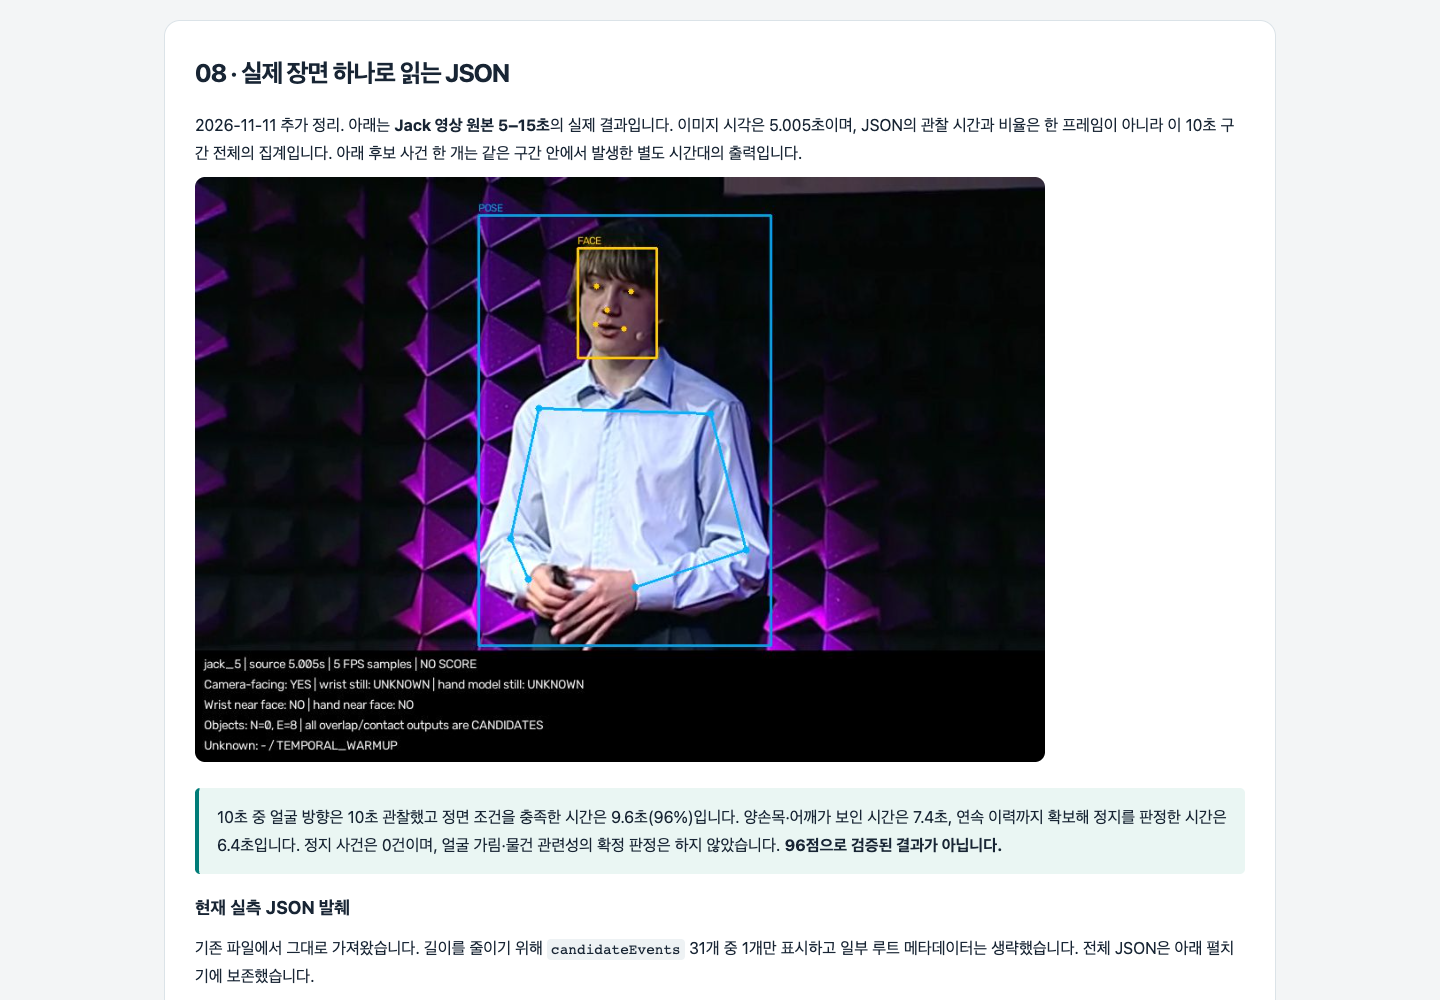 08 · 실제 장면 하나로 읽는 JSON
2026-11-11 추가 정리. 아래는 Jack 영상 원본 5–15초의 실제 결과입니다. 이미지 시각은 5.005초이며, JSON의 관찰 시간과 비율은 한 프레임이 아니라 이 10초 구
간 전체의 집계입니다. 아래 후보 사건 한 개는 같은 구간 안에서 발생한 별도 시간대의 출력입니다.
POSE
FACE
jack_5 | source 5.005s | 5 FPS samples | NO SCORE
Camera-facing: YES | wrist still: UNKNOWN | hand model still: UNKNOWN
Wrist near face: NO | hand near face: NO
Objects: N=0, E=8 | all overlap/contact outputs are CANDIDATES
Unknown: - / TEMPORAL_WARMUP
10초 중 얼굴 방향은 10초 관찰했고 정면 조건을 충족한 시간은 9.6초(96%)입니다. 양손목·어깨가 보인 시간은 7.4초, 연속 이력까지 확보해 정지를 판정한 시간은
6.4초입니다. 정지 사건은 0건이며, 얼굴 가림·물건 관련성의 확정 판정은 하지 않았습니다. 96점으로 검증된 결과가 아닙니다.
현재 실측 JSON 발췌
기존 파일에서 그대로 가져왔습니다. 길이를 줄이기 위해 candidateEvents 31개 중 1개만 표시하고 일부 루트 메타데이터는 생략했습니다. 전체 JSON은 아래 펼치
기에 보존했습니다.